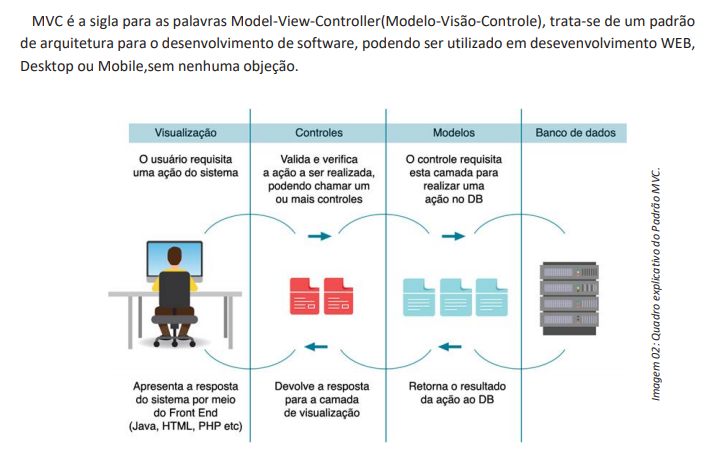 MVC é a sigla para as palavras Model-View-Controller(Modelo-Visão-Controle), trata-se de um padrão
de arquitetura para o desenvolvimento de software, podendo ser utilizado em desevenvolvimento WEB,
Desktop ou Mobile,sem nenhuma objeção.
Visualização
Controles
Modelos
Banco de dados
O usuário requisita
uma ação do sistema
Valida e verifica
a ação a ser realizada,
podendo chamar um
ou mais controles
O controle requisita
esta camada para
realizar uma
ação no DB
Apresenta a resposta
do sistema por meio
do Front End
(Java, HTML, PHP etc)
Devolve a resposta
para a camada
de visualização
Retorna o resultado
da ação ao DB
Imagem 02: Quadro explicativo do Padrão MVC.